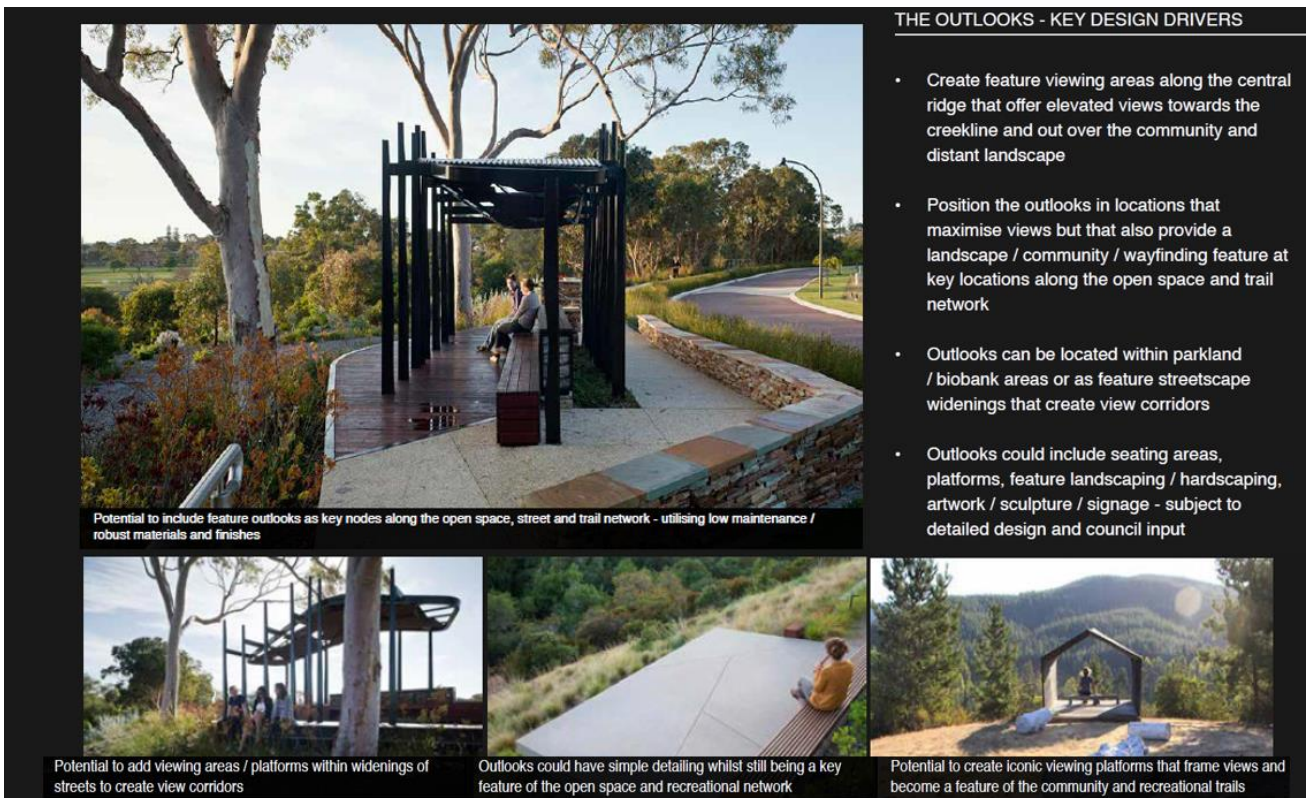 THE OUTLOOKS - KEY DESIGN DRIVERS
• Create feature viewing areas along the central
ridge that offer elevated views towards the
creekline and out over the community and
distant landscape
• Position the outlooks in locations that
maximise views but that also provide a
landscape / community / wayfinding feature at
key locations along the open space and trail
network
• Outlooks can be located within parkland
/ biobank areas or as feature streetscape
widenings that create view corridors
• Outlooks could include seating areas,
platforms, feature landscaping / hardscaping,
artwork / sculpture / signage - subject to
detailed design and council input
Potential to include feature outlooks as key nodes along the open space, street and trail network - utilising low maintenance /
robust materials and finishes
Potential to add viewing areas / platforms within widenings of
streets to create view corridors
Outlooks could have simple detailing whilst still being a key
feature of the open space and recreational network
Potential to create iconic viewing platforms that frame views and
become a feature of the community and recreational trails